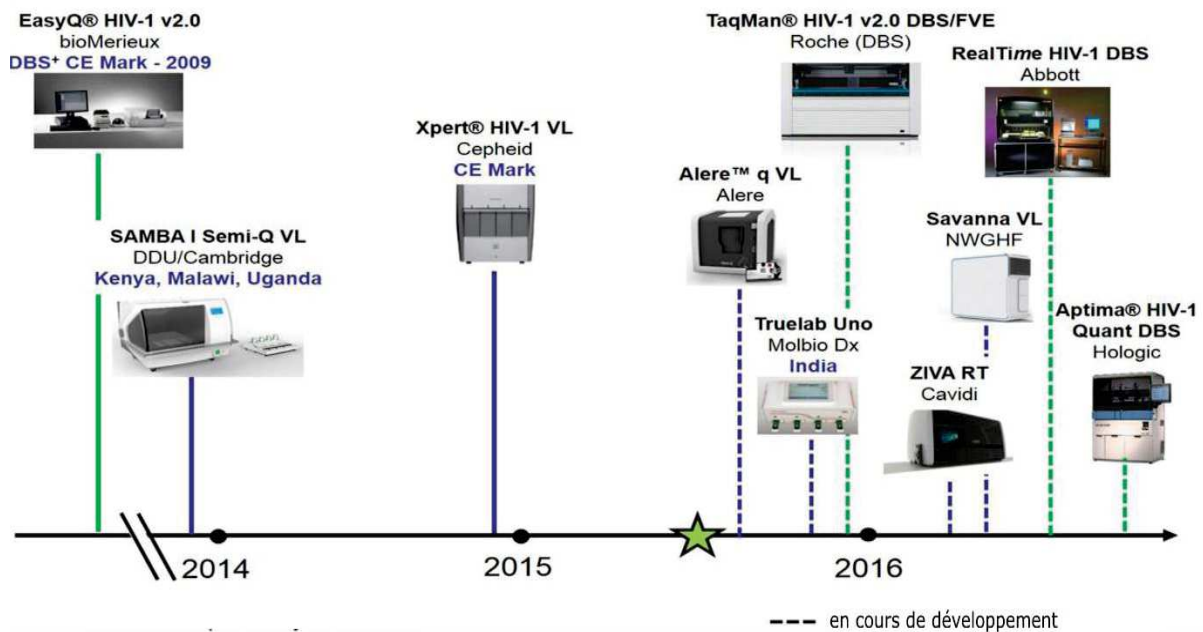 EasyQ® HIV-1 v2.0
bioMerieux
DBS⁺ CE Mark - 2009
SAMBA I Semi-Q VL
DDU/Cambridge
Kenya, Malawi, Uganda
Xpert® HIV-1 VL
Cepheid
CE Mark
Alere™ q VL
Alere
Truelab Uno
Molbio Dx
India
TaqMan® HIV-1 v2.0 DBS/FVE
Roche (DBS)
ZIVA RT
Cavidi
Savanna VL
NWGHF
RealTime HIV-1 DBS
Abbott
Aptima® HIV-1
Quant DBS
Hologic
2014
2015
2016
en cours de développement